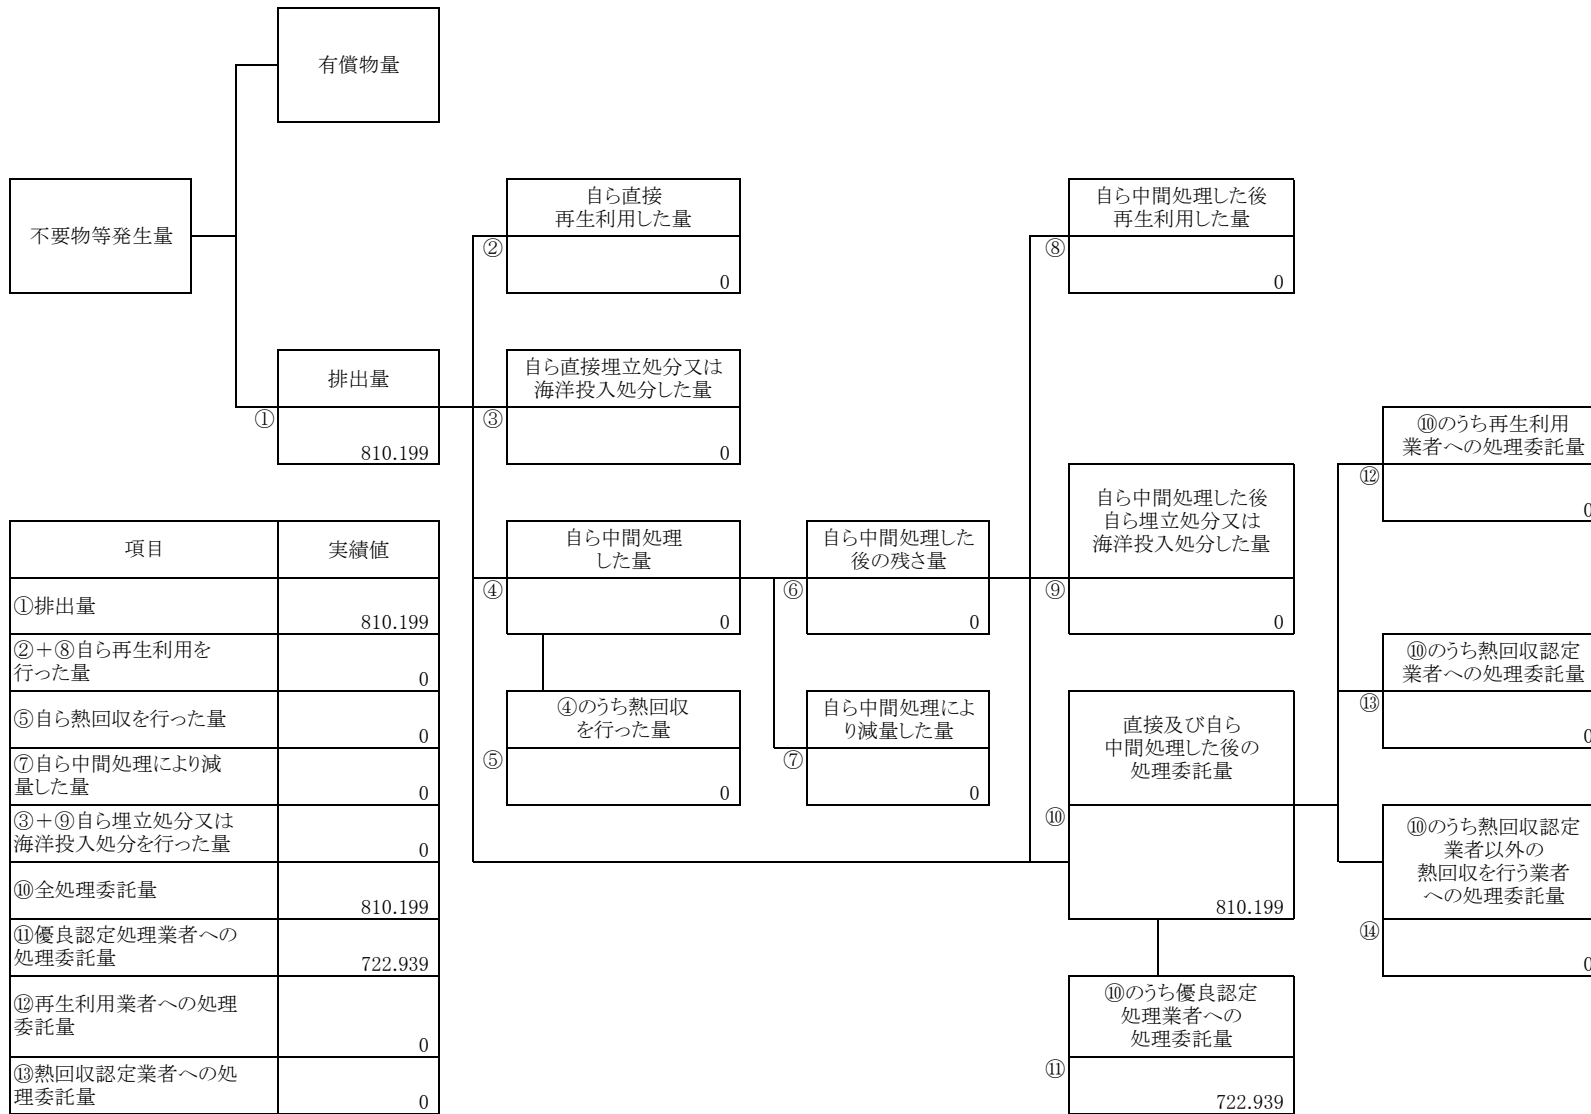 有償物量
不要物等発生量
自ら直接
再生利用した量
②
0
自ら中間処理した後
再生利用した量
⑧
0
排出量
①
810.199
自ら直接埋立処分又は
海洋投入処分した量
③
0
⑩のうち再生利用
業者への処理委託量
⑫
0
自ら中間処理
した量
④
0
自ら中間処理した
後の残さ量
⑥
0
自ら中間処理した後
自ら埋立処分又は
海洋投入処分した量
⑨
0
⑩のうち熱回収認定
業者への処理委託量
⑬
0
④のうち熱回収
を行った量
⑤
0
自ら中間処理によ
り減量した量
⑦
0
直接及び自ら
中間処理した後の
処理委託量
⑩
810.199
⑩のうち熱回収認定
業者以外の
熱回収を行う業者
への処理委託量
⑭
0
⑩のうち優良認定
処理業者への
処理委託量
⑪
722.939
項目 実績値
①排出量 810.199
②＋⑧自ら再生利用を
行った量 0
⑤自ら熱回収を行った量 0
⑦自ら中間処理により減
量した量 0
③＋⑨自ら埋立処分又は
海洋投入処分を行った量 0
⑩全処理委託量 810.199
⑪優良認定処理業者への
処理委託量 722.939
⑫再生利用業者への処理
委託量 0
⑬熱回収認定業者への処
理委託量 0